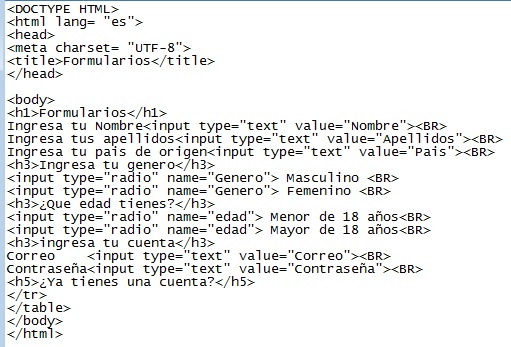 <DOCTYPE HTML>
<html lang= "es">
<head>
<meta charset= "UTF-8">
<title>Formularios</title>
</head>

<body>
<h1>Formularios</h1>
Ingresa tu Nombre<input type="text" value="Nombre"><BR>
Ingresa tus apellidos<input type="text" value="Apellidos"><BR>
Ingresa tu pais de origen<input type="text" value="Pais"><BR>
<h3>Ingresa tu genero</h3>
<input type="radio" name="Genero"> Masculino <BR>
<input type="radio" name="Genero"> Femenino <BR>
<h3>¿Que edad tienes?</h3>
<input type="radio" name="edad"> Menor de 18 años<BR>
<input type="radio" name="edad"> Mayor de 18 años<BR>
<h3>ingresa tu cuenta</h3>
Correo    <input type="text" value="Correo"><BR>
Contraseña<input type="text" value="Contraseña"><BR>
<h5>¿Ya tienes una cuenta?</h5>
</tr>
</table>
</body>
</html>